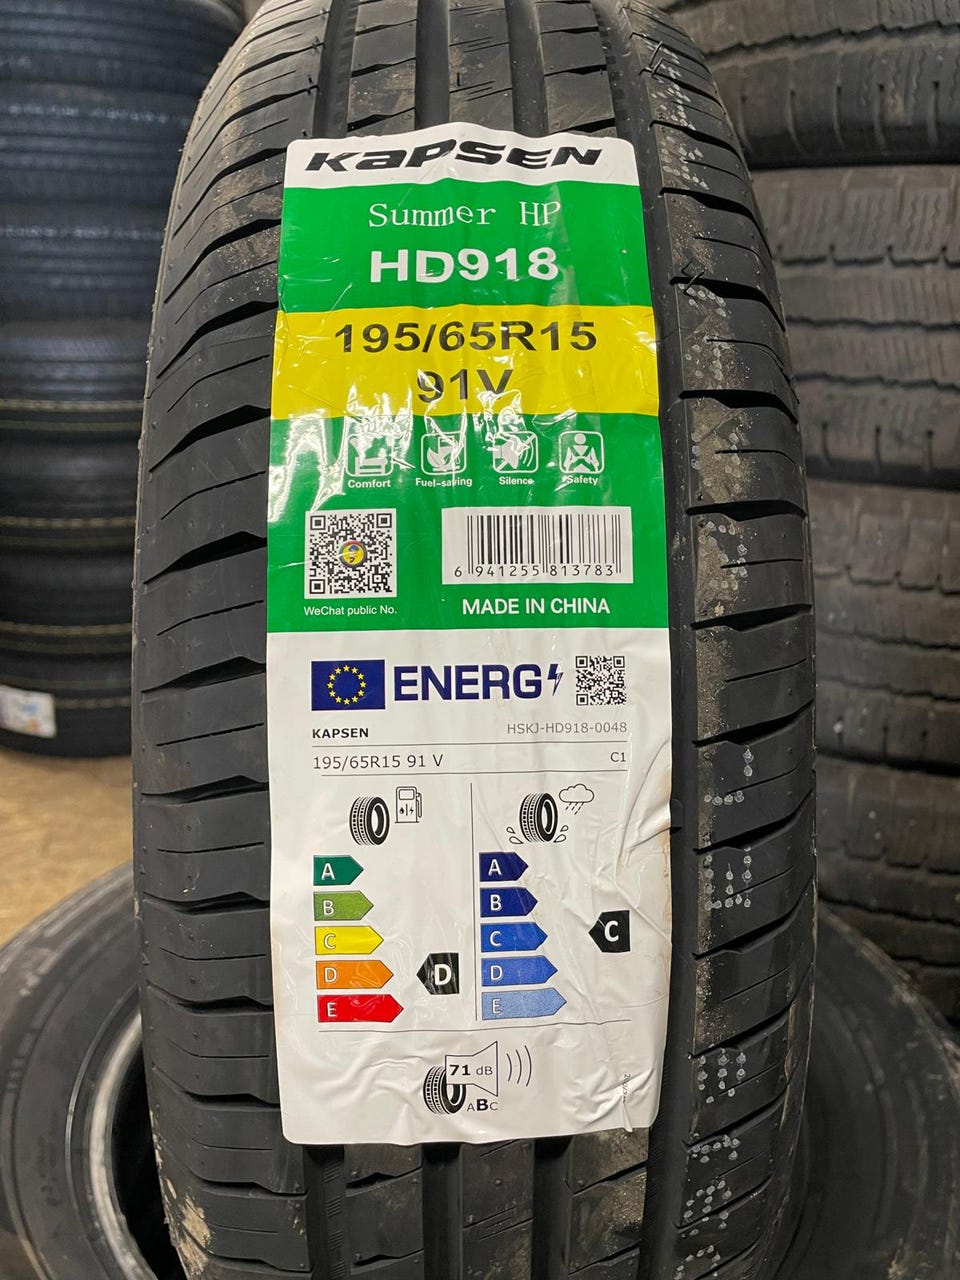 KAPSEN
Summer HP
HD918
195/65R15
91V
Comfort Fuel-saving Silence Safety
6 941255 813783
WeChat public No.
MADE IN CHINA
ENERG
KAPSEN
HSKJ-HD918-0048
195/65R15 91 V
C1
A
B
C
D
E
D
A
B
C
D
E
C
71 dB
ABC